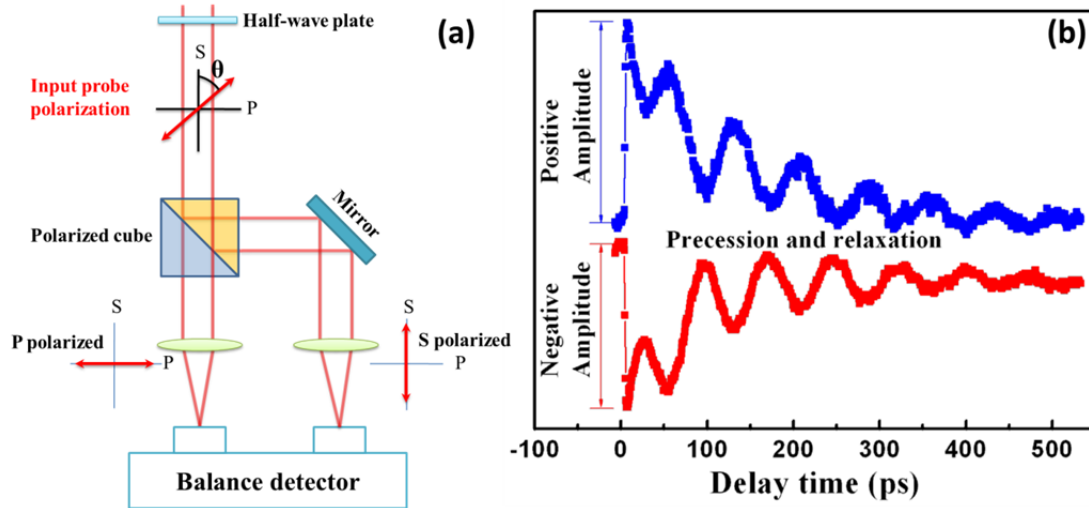 Half-wave plate
(a)
S
θ
Input probe
polarization
P
Polarized cube
Mirror
S
P polarized
P
S
S polarized
P
Balance detector
(b)
Positive
Amplitude
Precession and relaxation
Negative
Amplitude
-100 0 100 200 300 400 500
Delay time (ps)